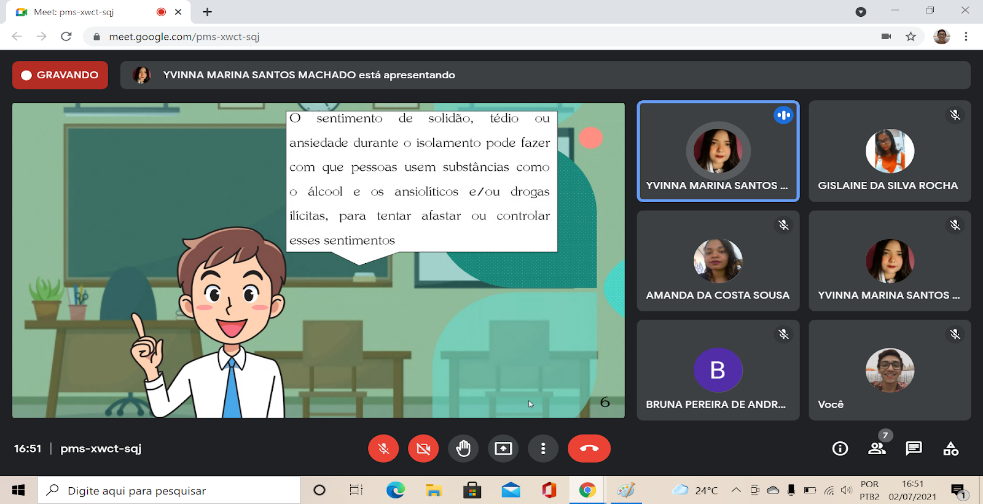 Meet: pms-xwct-sqj
meet.google.com/pms-xwct-sqj
GRAVANDO
YVINNA MARINA SANTOS MACHADO está apresentando
O sentimento de solidão, tédio ou
ansiedade durante o isolamento pode fazer
com que pessoas usem substâncias como
o álcool e os ansiolíticos e/ou drogas
ilícitas, para tentar afastar ou controlar
esses sentimentos
6
YVINNA MARINA SANTOS ...
GISLAINE DA SILVA ROCHA
AMANDA DA COSTA SOUSA
YVINNA MARINA SANTOS ...
B
BRUNA PEREIRA DE ANDR...
Você
16:51 | pms-xwct-sqj
7
Digite aqui para pesquisar
24°C
POR
PTB2
16:51
02/07/2021
1